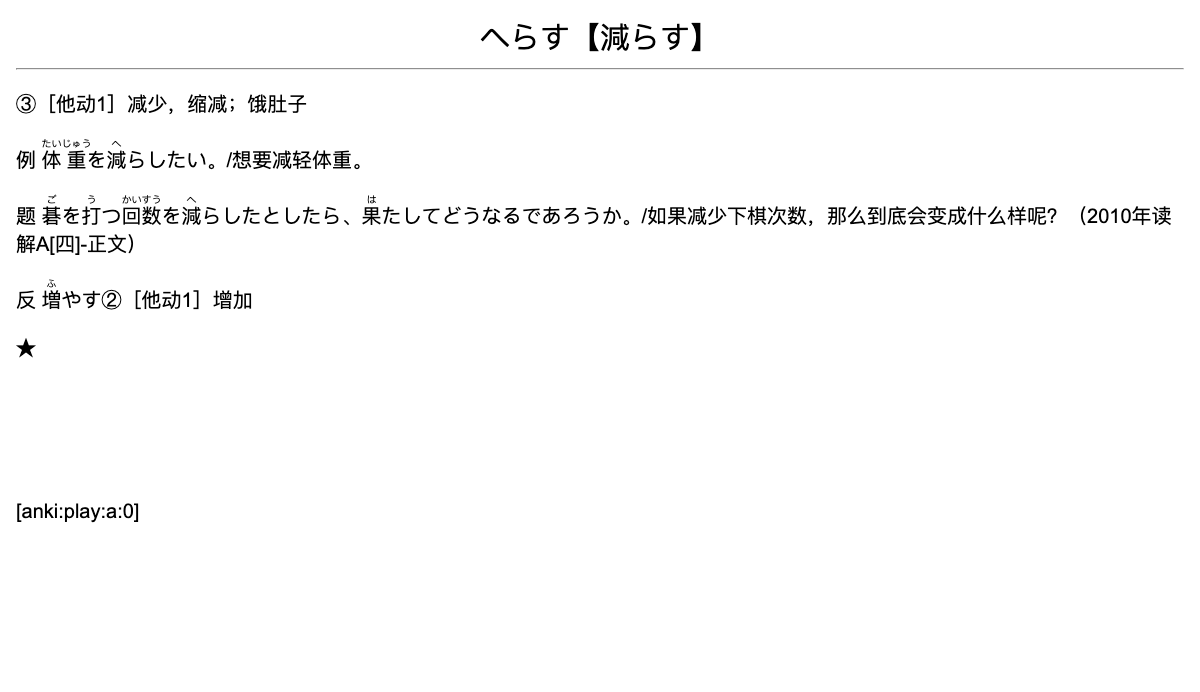 へらす【減らす】
③［他动1］减少，缩减；饿肚子
たいじゅう へ
例 体重を減らしたい。/想要减轻体重。
ご う かいすう へ は
题 碁を打つ回数を減らしたとしたら、果たしてどうなるであろうか。/如果减少下棋次数，那么到底会变成什么样呢？（2010年读
解A[四]-正文）
ふ
反 増やす②［他动1］增加
★
[anki:play:a:0]